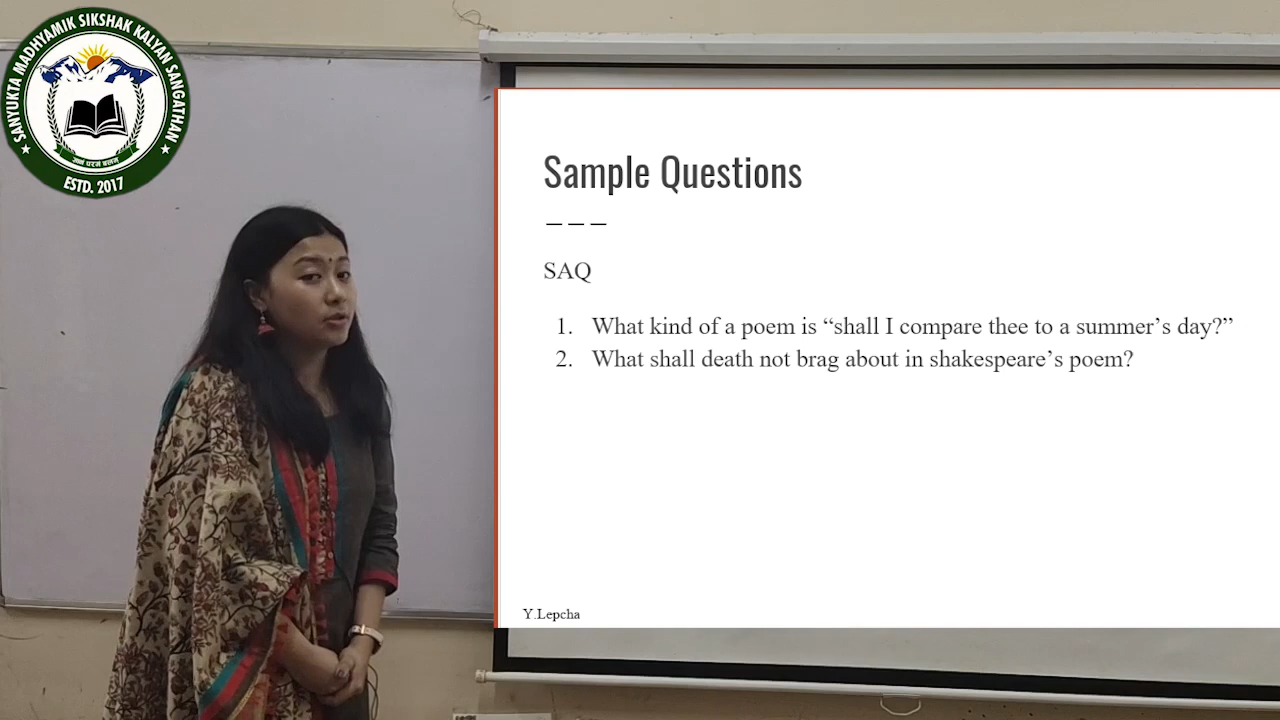 SANYUKTA MADHYAMIK SIKSHAK KALYAN SANGATHAN
ESTD. 2017
Sample Questions
SAQ
1. What kind of a poem is “shall I compare thee to a summer’s day?”
2. What shall death not brag about in shakespeare’s poem?
Y.Lepcha